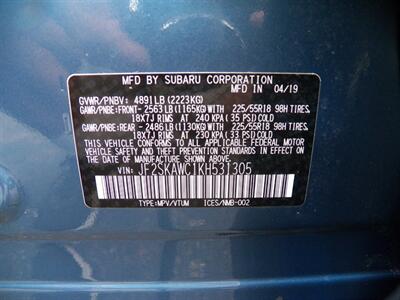 MFD. BY SUBARU CORPORATION
IN 04/19
GVWR/PNBV: 4891LB(2223KG)
GAWR/PNBE:FRONT-2563LB(1165KG)WITH 225/55R18 98H TIRES
18X7J RIMS AT 240 KPA(35 PSI)COLD
GAWR/PNBE:REAR -2486LB(1130KG)WITH 225/55R18 98H TIRES
18X7J RIMS AT 230 KPA(33 PSI)COLD
THIS VEHICLE CONFORMS TO ALL APPLICABLE FEDERAL MOTOR
VEHICLE SAFETY AND THEFT PREVENTION STANDARDS IN EFFECT
ON THE DATE OF MANUFACTURE SHOWN ABOVE.
VIN: JF2SKAWC1KH531305
TYPE:MPV/VTUM ICES/NMB-002